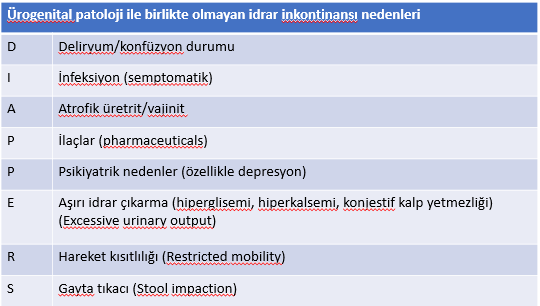 Ürogenital patoloji ile birlikte olmayan idrar inkontinansı nedenleri
D Deliryum/konfüzyon durumu
I İnfeksiyon (semptomatik)
A Atrofik üretrit/vajinit
P İlaçlar (pharmaceuticals)
P Psikiyatrik nedenler (özellikle depresyon)
E Aşırı idrar çıkarma (hiperglisemi, hiperkalsemi, konjestif kalp yetmezliği)
(Excessive urinary output)
R Hareket kısıtlılığı (Restricted mobility)
S Gayta tıkacı (Stool impaction)